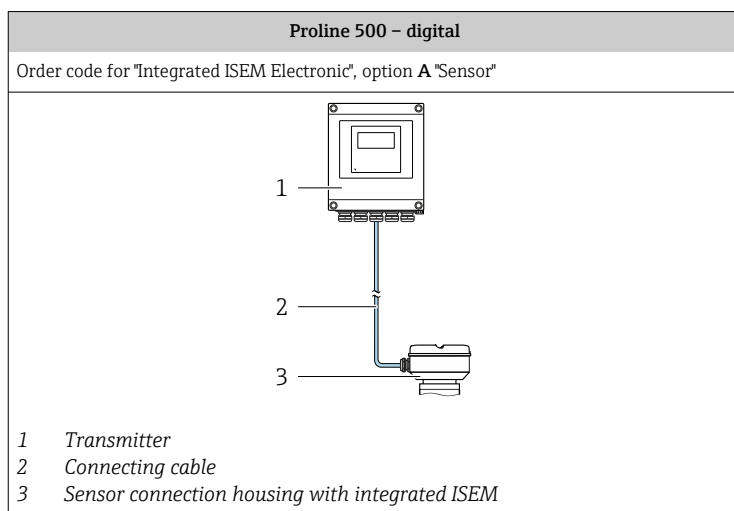 Proline 500 – digital
Order code for "Integrated ISEM Electronic", option A "Sensor"
1
2
3
1 Transmitter
2 Connecting cable
3 Sensor connection housing with integrated ISEM